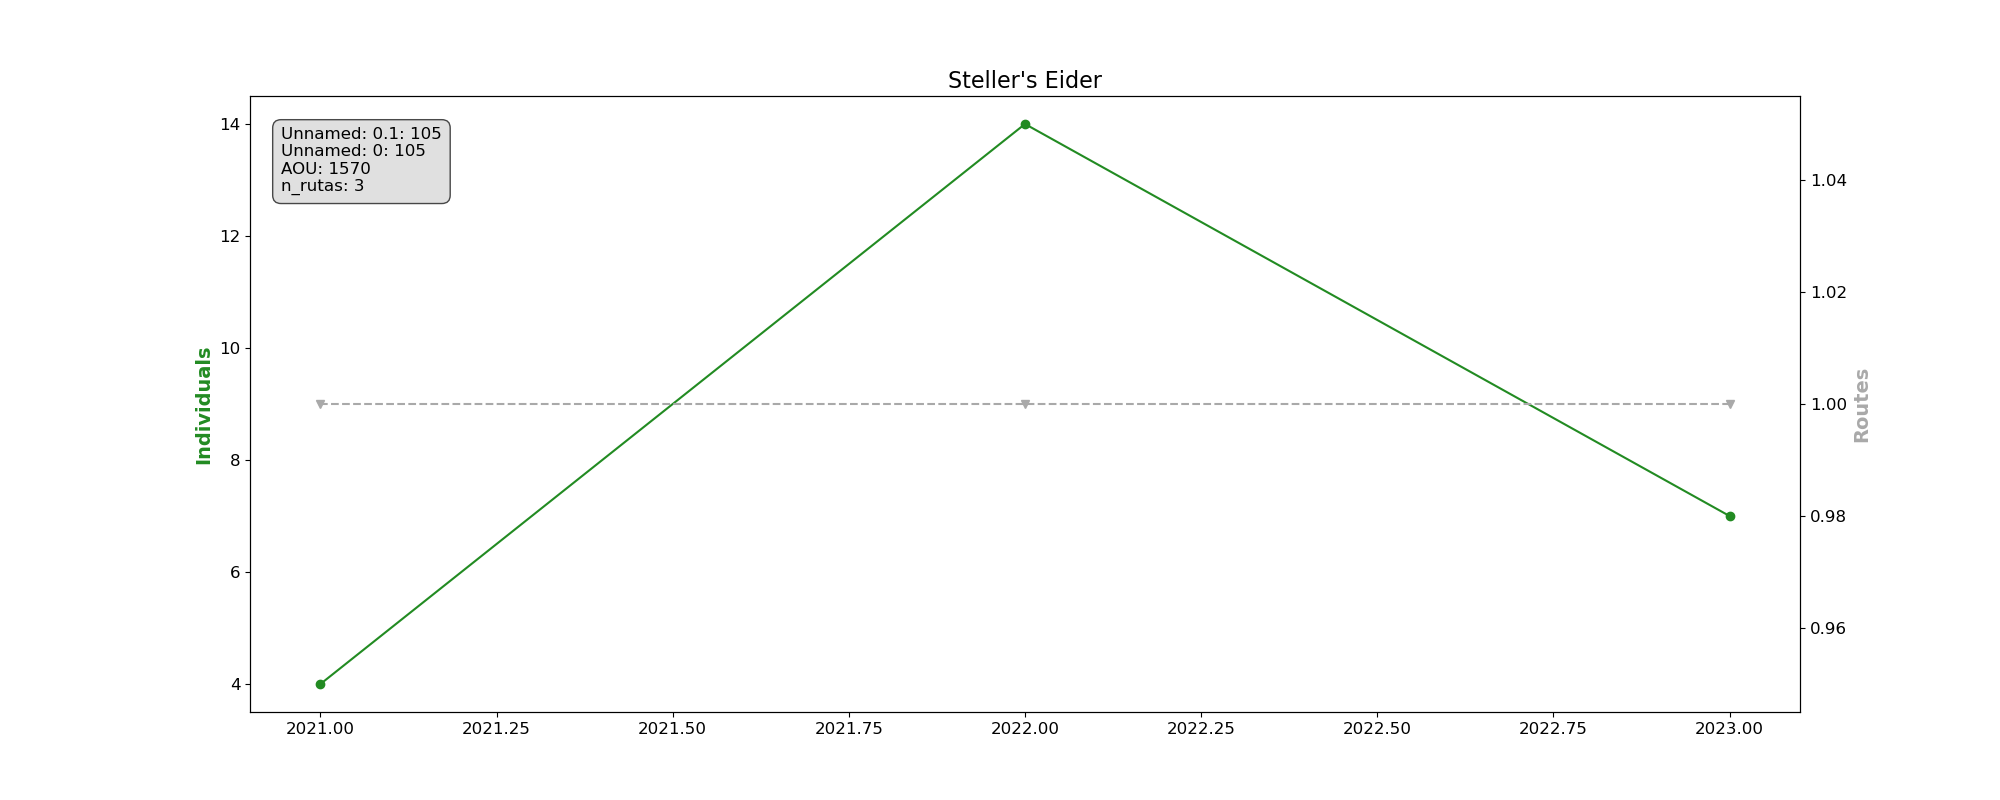 Steller's Eider
Unnamed: 0.1: 105
Unnamed: 0: 105
AOU: 1570
n_rutas: 3
14
12
10
8
6
4
Individuals
1.04
1.02
1.00
0.98
0.96
Routes
2021.00 2021.25 2021.50 2021.75 2022.00 2022.25 2022.50 2022.75 2023.00